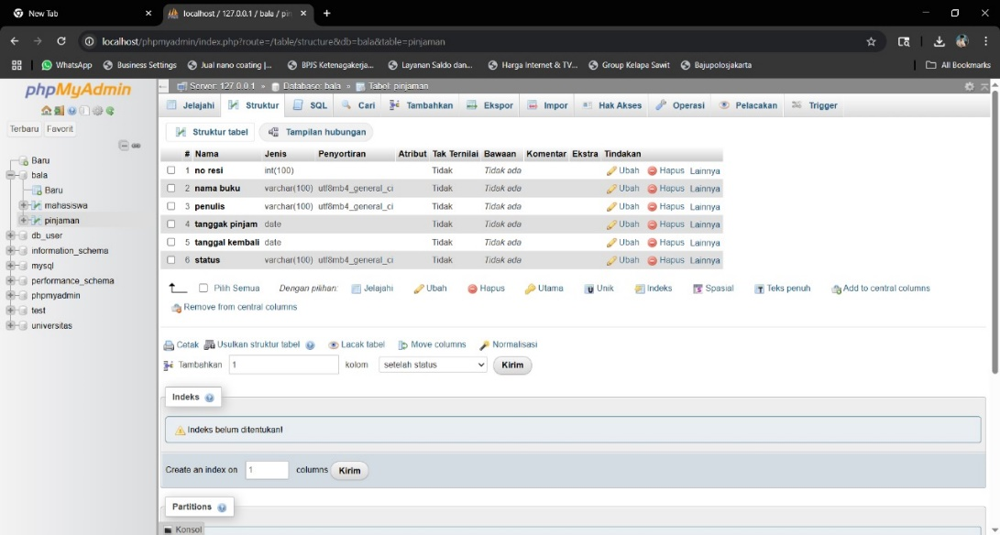 New Tab
localhost / 127.0.0.1 / bala / pin
localhost/phpmyadmin/index.php?route=/table/structure&db=bala&table=pinjaman
WhatsApp Business Settings Jual nano coating |... BPJS Ketenagakerja... Layanan Saldo dan... Harga Internet & TV... Group Kelapa Sawit Bajupolosjakarta All Bookmarks
phpMyAdmin
Terbaru Favorit
Baru
bala
Baru
mahasiswa
pinjaman
db_user
information_schema
mysql
performance_schema
phpmyadmin
test
universitas
Server: 127.0.0.1 » Database: bala » Tabel: pinjaman
Jelajahi Struktur SQL Cari Tambahkan Ekspor Impor Hak Akses Operasi Pelacakan Trigger
Struktur tabel Tampilan hubungan
# Nama Jenis Penyortiran Atribut Tak Ternilai Bawaan Komentar Ekstra Tindakan
1 no resi int(100) Tidak Tidak ada Ubah Hapus Lainnya
2 nama buku varchar(100) utf8mb4_general_ci Tidak Tidak ada Ubah Hapus Lainnya
3 penulis varchar(100) utf8mb4_general_ci Tidak Tidak ada Ubah Hapus Lainnya
4 tanggak pinjam date Tidak Tidak ada Ubah Hapus Lainnya
5 tanggal kembali date Tidak Tidak ada Ubah Hapus Lainnya
6 status varchar(100) utf8mb4_general_ci Tidak Tidak ada Ubah Hapus Lainnya
Pilih Semua Dengan pilihan: Jelajahi Ubah Hapus Utama Unik Indeks Spasial Teks penuh Add to central columns
Remove from central columns
Cetak Usulkan struktur tabel Lacak tabel Move columns Normalisasi
Tambahkan 1 kolom setelah status Kirim
Indeks
Indeks belum ditentukan!
Create an index on 1 columns Kirim
Partitions
Konsol